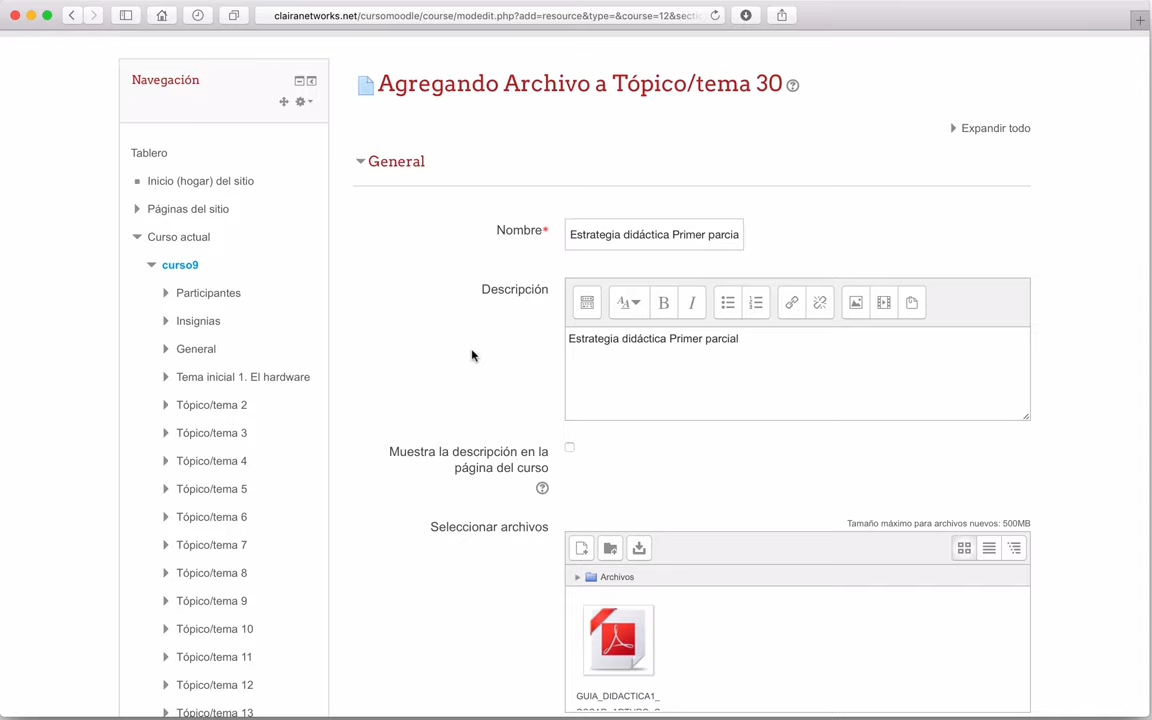 clairanetworks.net/cursomoodle/course/modedit.php?add=resource&type=&course=12&secti
Navegación
Tablero
Inicio (hogar) del sitio
Páginas del sitio
Curso actual
curso9
Participantes
Insignias
General
Tema inicial 1. El hardware
Tópico/tema 2
Tópico/tema 3
Tópico/tema 4
Tópico/tema 5
Tópico/tema 6
Tópico/tema 7
Tópico/tema 8
Tópico/tema 9
Tópico/tema 10
Tópico/tema 11
Tópico/tema 12
Tópico/tema 13
Agregando Archivo a Tópico/tema 30
Expandir todo
General
Nombre*
Estrategia didáctica Primer parcia
Descripción
Estrategia didáctica Primer parcial
Muestra la descripción en la
página del curso
Seleccionar archivos
Tamaño máximo para archivos nuevos: 500MB
Archivos
GUIA_DIDACTICA1_